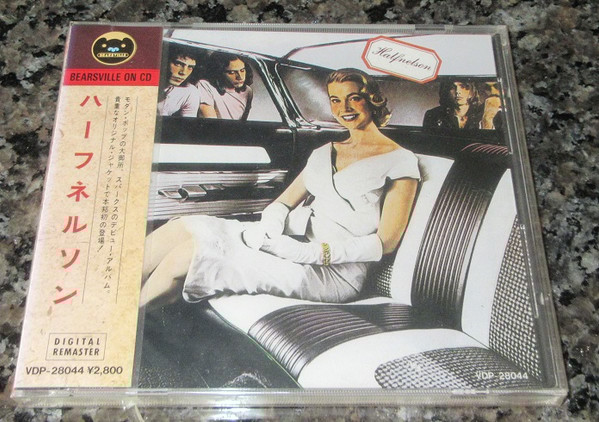 BEARSVILLE
BEARSVILLE ON CD
ハーフネルソン
モダン・ポップの大御所、スパークスのデビュー・アルバム。
貴重なオリジナル・ジャケットで本邦初の登場！
DIGITAL
REMASTER
VDP-28044 ¥2,800
Halfnelson
VDP-28044